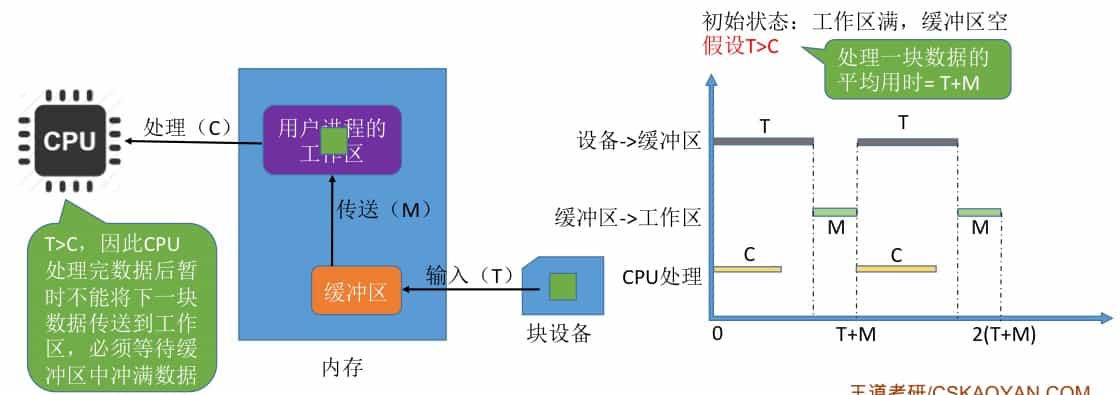 初始状态：工作区满，缓冲区空
假设T>C
处理一块数据的
平均用时= T+M
CPU
处理（C）
用户进程的
工作区
传送（M）
缓冲区
输入（T）
块设备
内存
T>C，因此CPU
处理完数据后暂
时不能将下一块
数据传送到工作
区，必须等待缓
冲区中冲满数据
设备->缓冲区
T
T
缓冲区->工作区
M
M
CPU处理
C
C
0
T+M
2(T+M)
王道考研/CSKAOYAN.COM